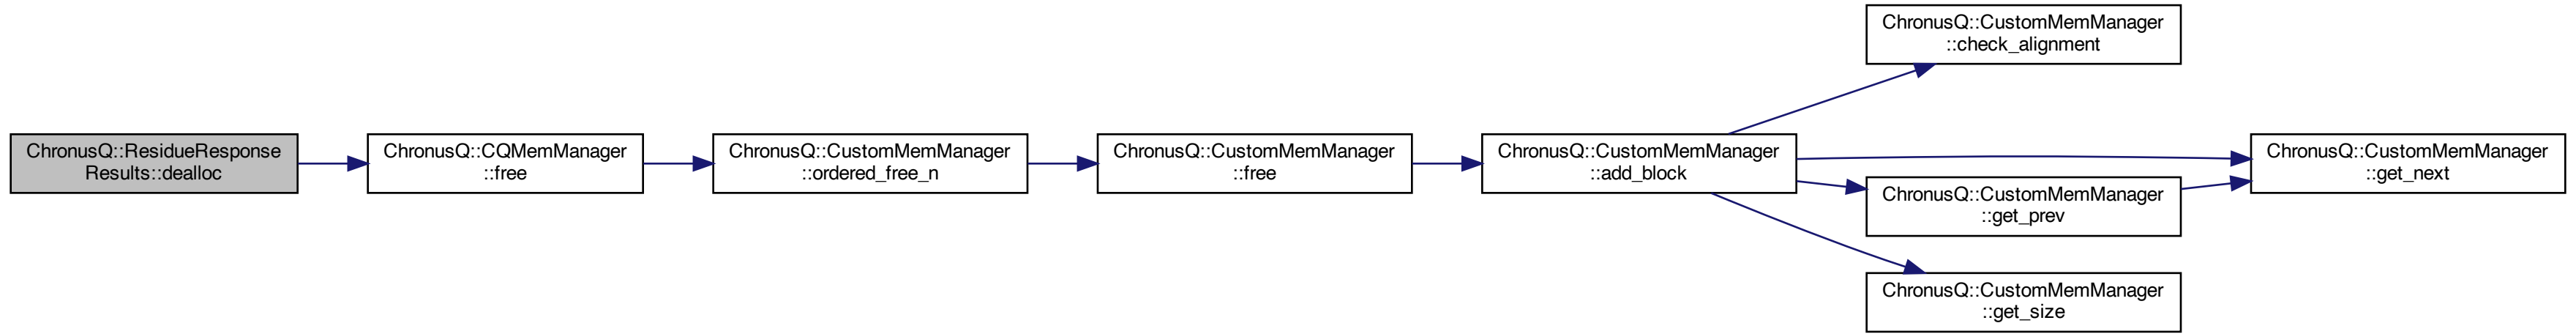 ChronusQ::ResidueResponse
Results::dealloc
ChronusQ::CQMemManager
::free
ChronusQ::CustomMemManager
::ordered_free_n
ChronusQ::CustomMemManager
::free
ChronusQ::CustomMemManager
::add_block
ChronusQ::CustomMemManager
::check_alignment
ChronusQ::CustomMemManager
::get_next
ChronusQ::CustomMemManager
::get_prev
ChronusQ::CustomMemManager
::get_size